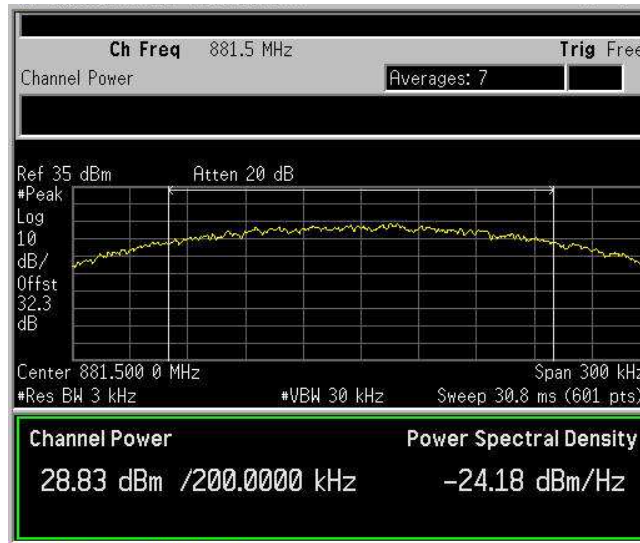 Ch Freq 881.5 MHz Trig Free
Channel Power Averages: 7
Ref 35 dBm Atten 20 dB
#Peak
Log
10
dB/
Offst
32.3
dB
Center 881.500 0 MHz Span 300 kHz
#Res BW 3 kHz #VBW 30 kHz Sweep 30.8 ms (601 pts)
Channel Power Power Spectral Density
28.83 dBm /200.0000 kHz -24.18 dBm/Hz